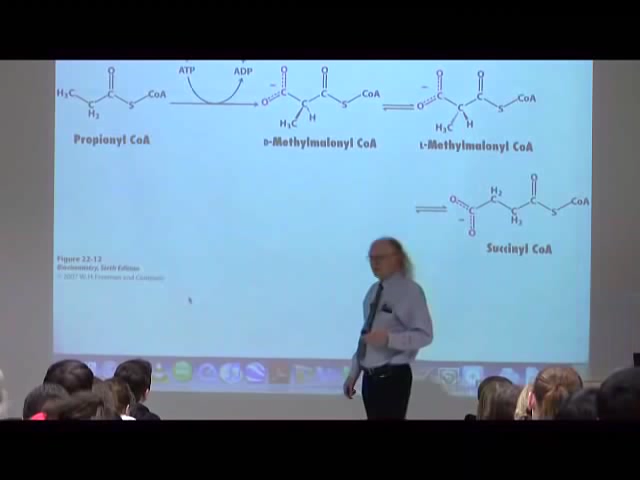 ATP ADP
H₃C C H₂ C O S CoA
O O C C H₃C H C O S CoA
O O C C H₃C H C O S CoA
Propionyl CoA
D-Methylmalonyl CoA
L-Methylmalonyl CoA
O O C C H₂ C H₂ C O S CoA
Succinyl CoA
Figure 22-12
Biochemistry, Sixth Edition
© 2007 W. H. Freeman and Company